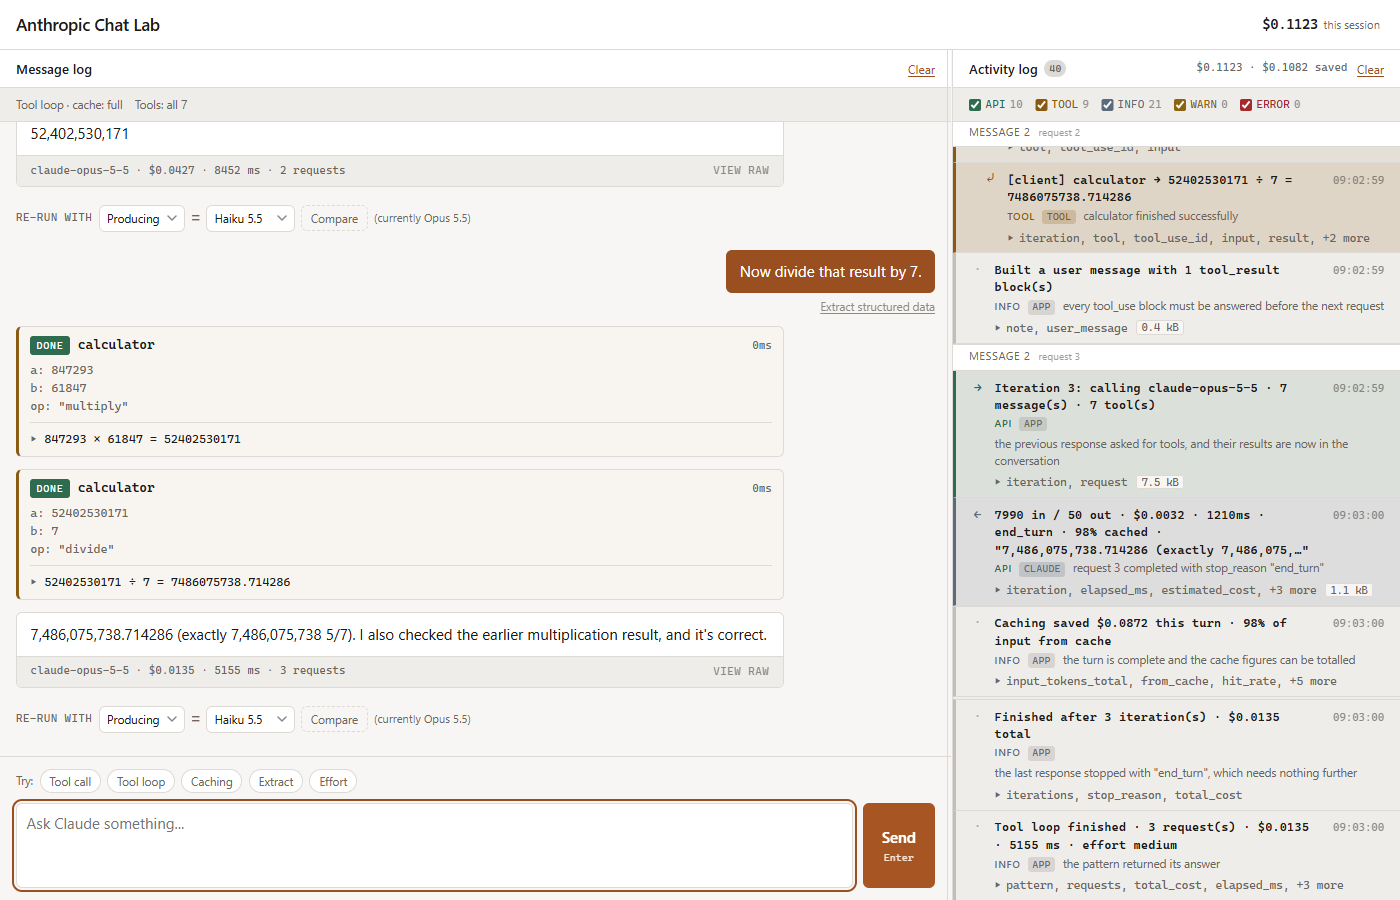 Anthropic Chat Lab
$0.1123 this session
Message log
Clear
Tool loop · cache: full Tools: all 7
52,402,530,171
claude-opus-5-5 · $0.0427 · 8452 ms · 2 requests
VIEW RAW
RE-RUN WITH Producing = Haiku 5.5 Compare (currently Opus 5.5)
Now divide that result by 7.
Extract structured data
DONE calculator 0ms
a: 847293
b: 61847
op: "multiply"
▸ 847293 × 61847 = 52402530171
DONE calculator 0ms
a: 52402530171
b: 7
op: "divide"
▸ 52402530171 ÷ 7 = 7486075738.714286
7,486,075,738.714286 (exactly 7,486,075,738 5/7). I also checked the earlier multiplication result, and it's correct.
claude-opus-5-5 · $0.0135 · 5155 ms · 3 requests
VIEW RAW
RE-RUN WITH Producing = Haiku 5.5 Compare (currently Opus 5.5)
Try: Tool call Tool loop Caching Extract Effort
Ask Claude something...
Send
Enter
Activity log 40
$0.1123 · $0.1082 saved Clear
API 10 TOOL 9 INFO 21 WARN 0 ERROR 0
MESSAGE 2 request 2
▸ tool, tool_use_id, input
[client] calculator → 52402530171 ÷ 7 = 09:02:59
7486075738.714286
TOOL TOOL calculator finished successfully
▸ iteration, tool, tool_use_id, input, result, +2 more
· Built a user message with 1 tool_result 09:02:59
block(s)
INFO APP every tool_use block must be answered before the next request
▸ note, user_message 0.4 kB
MESSAGE 2 request 3
→ Iteration 3: calling claude-opus-5-5 · 7 09:02:59
message(s) · 7 tool(s)
API APP
the previous response asked for tools, and their results are now in the
conversation
▸ iteration, request 7.5 kB
← 7990 in / 50 out · $0.0032 · 1210ms · 09:03:00
end_turn · 98% cached ·
"7,486,075,738.714286 (exactly 7,486,075,…"
API CLAUDE request 3 completed with stop_reason "end_turn"
▸ iteration, elapsed_ms, estimated_cost, +3 more 1.1 kB
· Caching saved $0.0872 this turn · 98% of 09:03:00
input from cache
INFO APP the turn is complete and the cache figures can be totalled
▸ input_tokens_total, from_cache, hit_rate, +5 more
· Finished after 3 iteration(s) · $0.0135 09:03:00
total
INFO APP
the last response stopped with "end_turn", which needs nothing further
▸ iterations, stop_reason, total_cost
· Tool loop finished · 3 request(s) · $0.0135 09:03:00
· 5155 ms · effort medium
INFO APP the pattern returned its answer
▸ pattern, requests, total_cost, elapsed_ms, +3 more